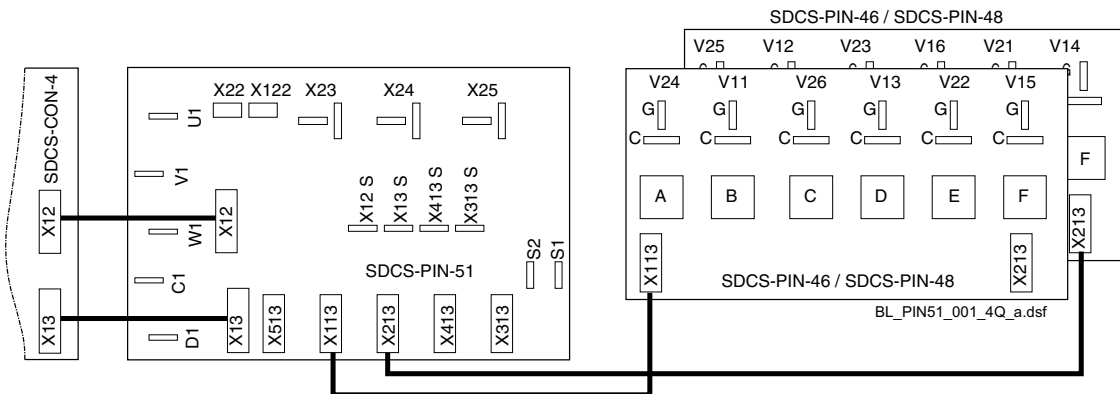 SDCS-PIN-46 / SDCS-PIN-48
V25 V12 V23 V16 V21 V14
F
X213
SDCS-CON-4
X12
X13
U1
V1
W1
C1
D1
X22 X122 X23 X24 X25
X12
X12 S
X13 S
X413 S
X313 S
S2
S1
SDCS-PIN-51
X13
X513
X113
X213
X413
X313
V24 V11 V26 V13 V22 V15
G G G G G G
C C C C C C
A B C D E F
X113
X213
SDCS-PIN-46 / SDCS-PIN-48
BL_PIN51_001_4Q_a.dsf